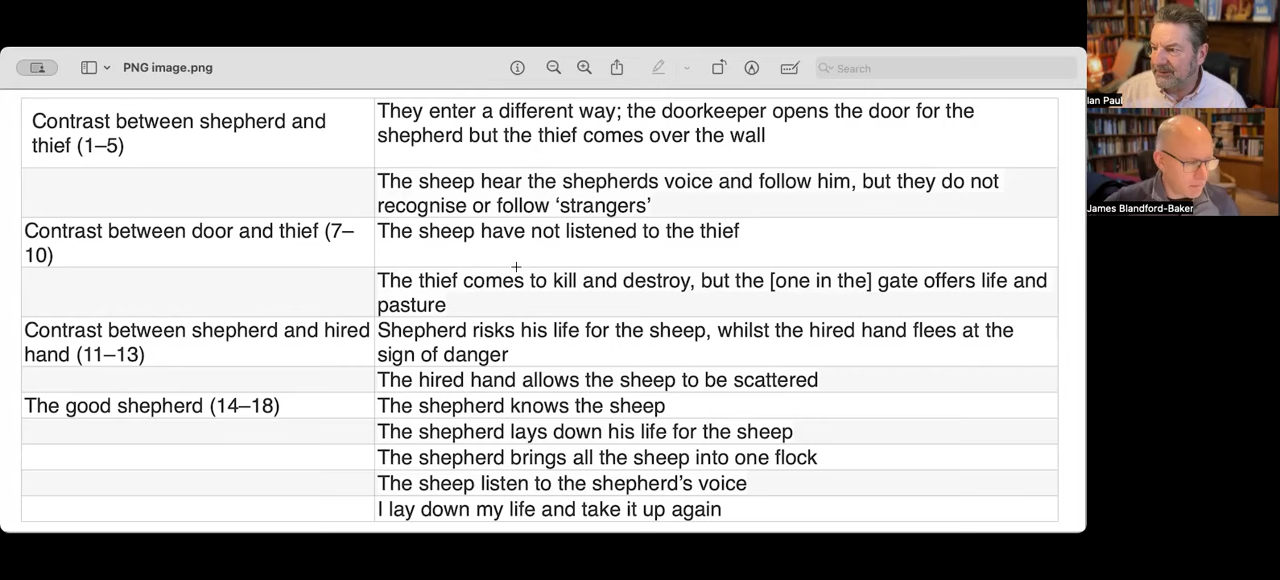 PNG image.png
Search
Contrast between shepherd and
thief (1–5)
They enter a different way; the doorkeeper opens the door for the
shepherd but the thief comes over the wall
The sheep hear the shepherds voice and follow him, but they do not
recognise or follow ‘strangers’
Contrast between door and thief (7–
10)
The sheep have not listened to the thief
The thief comes to kill and destroy, but the [one in the] gate offers life and
pasture
Contrast between shepherd and hired
hand (11–13)
Shepherd risks his life for the sheep, whilst the hired hand flees at the
sign of danger
The hired hand allows the sheep to be scattered
The good shepherd (14–18)
The shepherd knows the sheep
The shepherd lays down his life for the sheep
The shepherd brings all the sheep into one flock
The sheep listen to the shepherd’s voice
I lay down my life and take it up again
Ian Paul
James Blandford-Baker